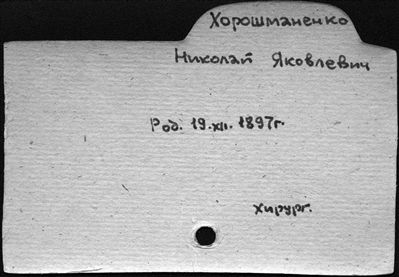 Хорошманенко
Николай Яковлевич
Род. 19.XII. 1897г.
Хирург.